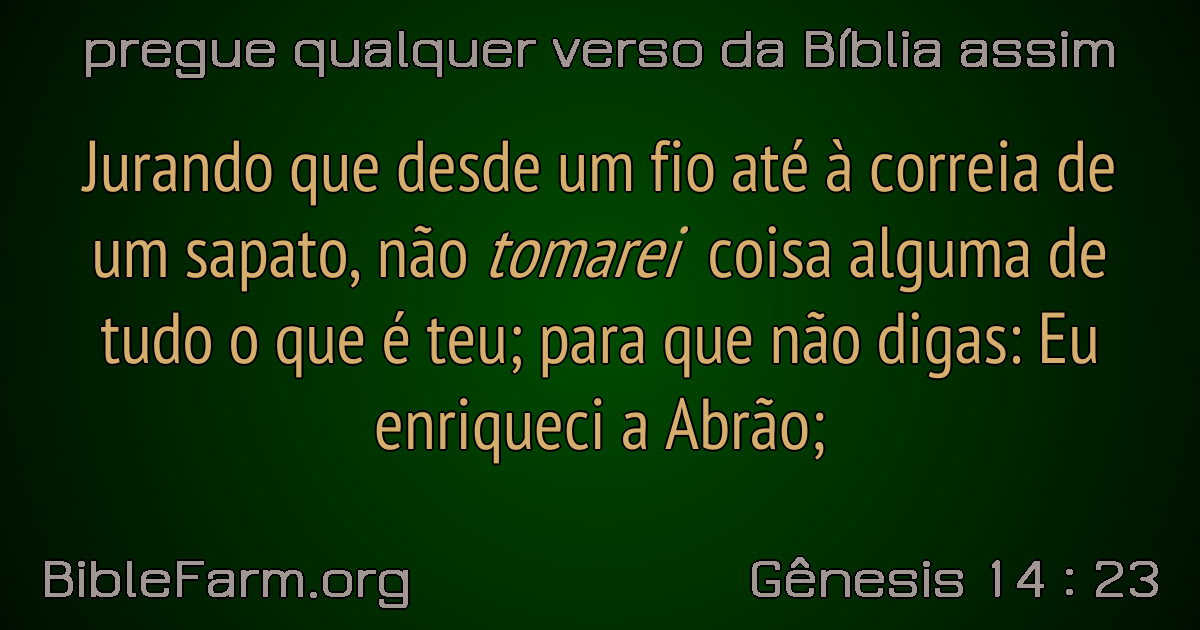 pregue qualquer verso da Bíblia assim
Jurando que desde um fio até à correia de
um sapato, não tomarei coisa alguma de
tudo o que é teu; para que não digas: Eu
enriqueci a Abrão;
BibleFarm.org
Gênesis 14 : 23